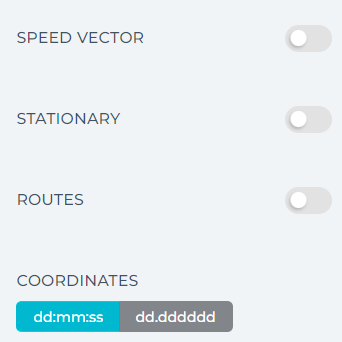 SPEED VECTOR
STATIONARY
ROUTES
COORDINATES
dd:mm:ss dd.dddddd